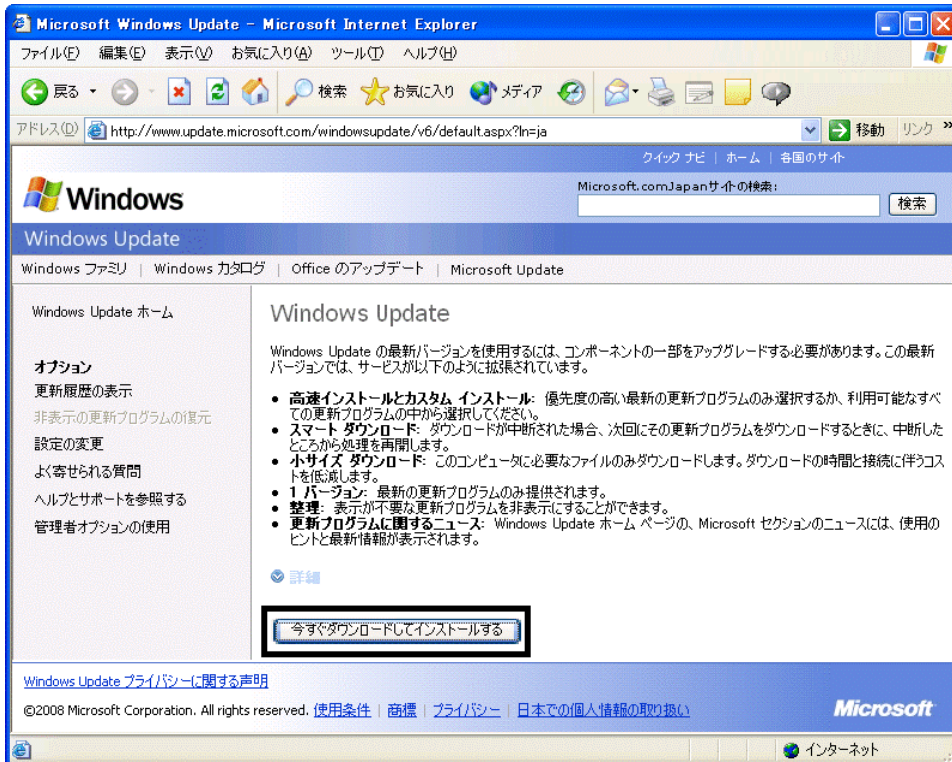 Microsoft Windows Update - Microsoft Internet Explorer
ファイル(F) 編集(E) 表示(V) お気に入り(A) ツール(T) ヘルプ(H)
戻る 検索 お気に入り メディア
アドレス(D) http://www.update.microsoft.com/windowsupdate/v6/default.aspx?ln=ja 移動 リンク »
クイック ナビ | ホーム | 各国のサイト
Windows
Microsoft.comJapanサイトの検索:
検索
Windows Update
Windows ファミリ | Windows カタログ | Office のアップデート | Microsoft Update
Windows Update ホーム
オプション
更新履歴の表示
非表示の更新プログラムの復元
設定の変更
よく寄せられる質問
ヘルプとサポートを参照する
管理者オプションの使用
Windows Update
Windows Update の最新バージョンを使用するには、コンポーネントの一部をアップグレードする必要があります。この最新
バージョンでは、サービスが以下のように拡張されています。
• 高速インストールとカスタム インストール: 優先度の高い最新の更新プログラムのみ選択するか、利用可能なすべ
ての更新プログラムの中から選択してください。
• スマート ダウンロード: ダウンロードが中断された場合、次回にその更新プログラムをダウンロードするときに、中断した
ところから処理を再開します。
• 小サイズ ダウンロード: このコンピュータに必要なファイルのみダウンロードします。ダウンロードの時間と接続に伴うコス
トを低減します。
• 1 バージョン: 最新の更新プログラムのみ提供されます。
• 整理: 表示が不要な更新プログラムを非表示にすることができます。
• 更新プログラムに関するニュース: Windows Update ホーム ページの、Microsoft セクションのニュースには、使用の
ヒントと最新情報が表示されます。
詳細
今すぐダウンロードしてインストールする
Windows Update プライバシーに関する声明
©2008 Microsoft Corporation. All rights reserved. 使用条件 | 商標 | プライバシー | 日本での個人情報の取り扱い
Microsoft
インターネット